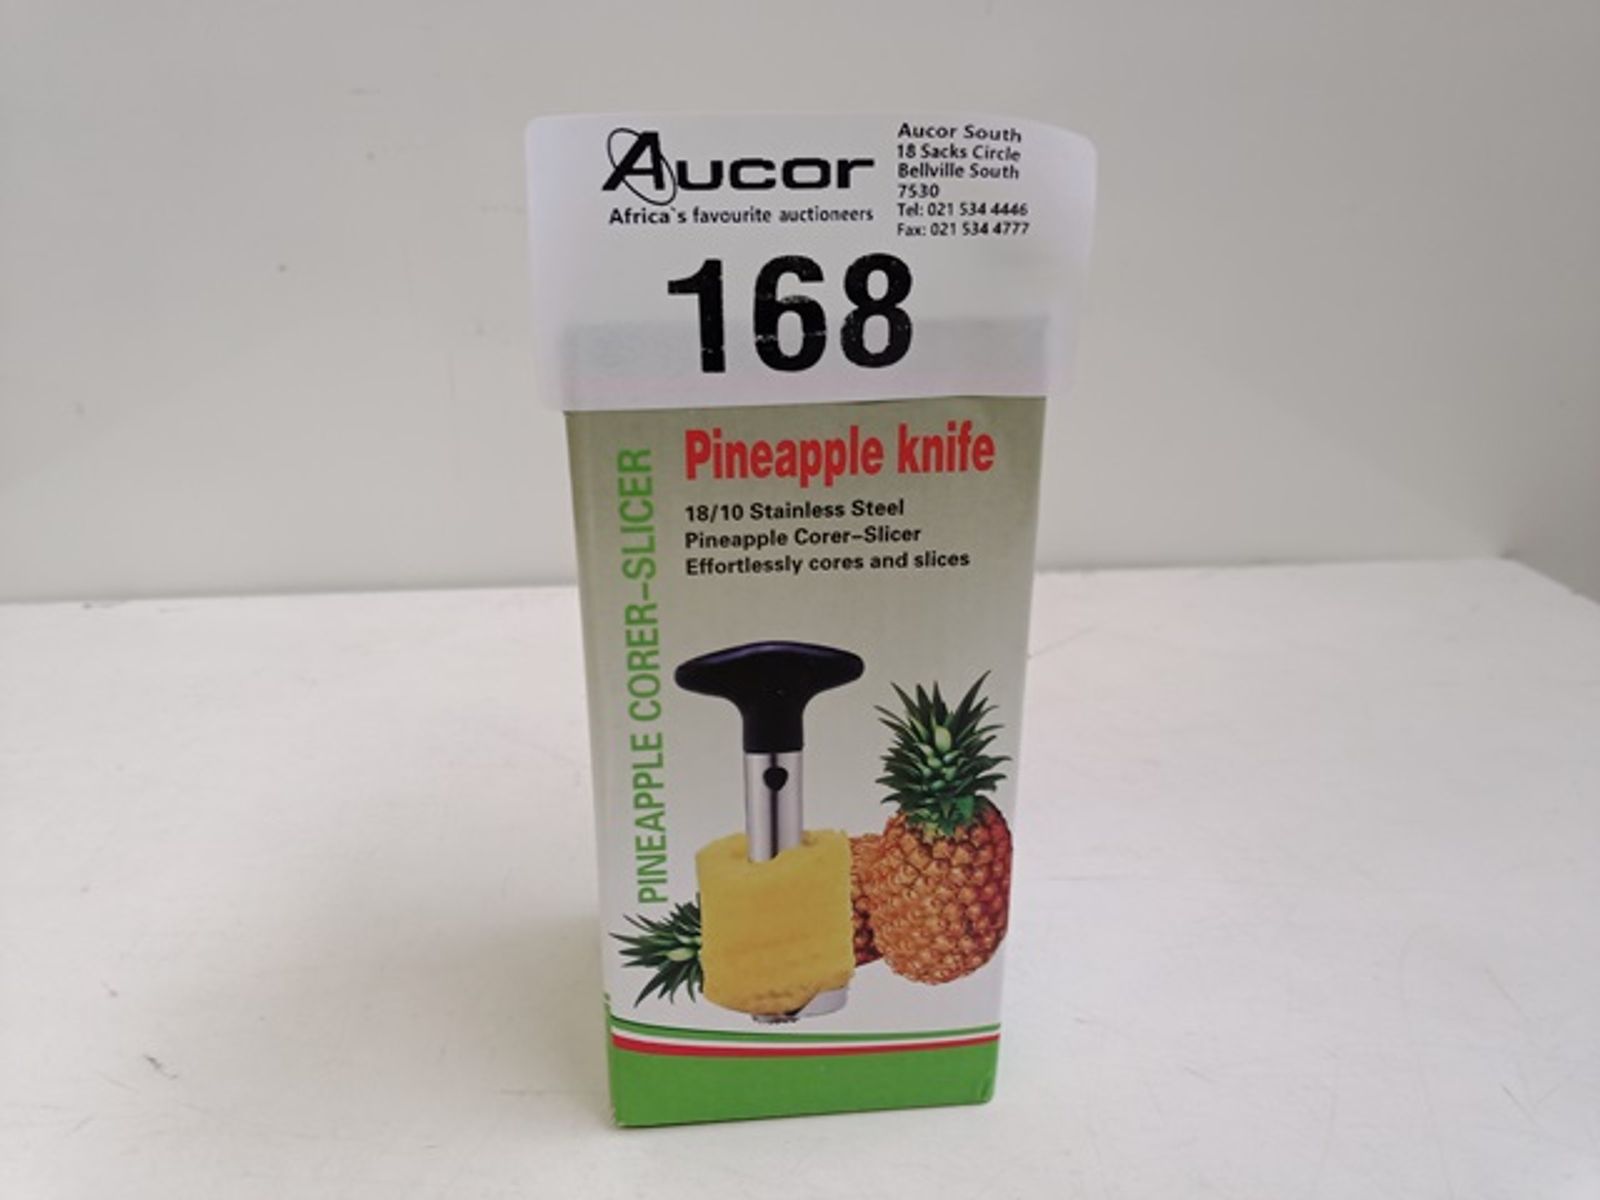 Aucor
Africa`s favourite auctioneers
Aucor South
18 Sacks Circle
Bellville South
7530
Tel: 021 534 4446
Fax: 021 534 4777
168
Pineapple knife
18/10 Stainless Steel
Pineapple Corer-Slicer
Effortlessly cores and slices
PINEAPPLE CORER-SLICER